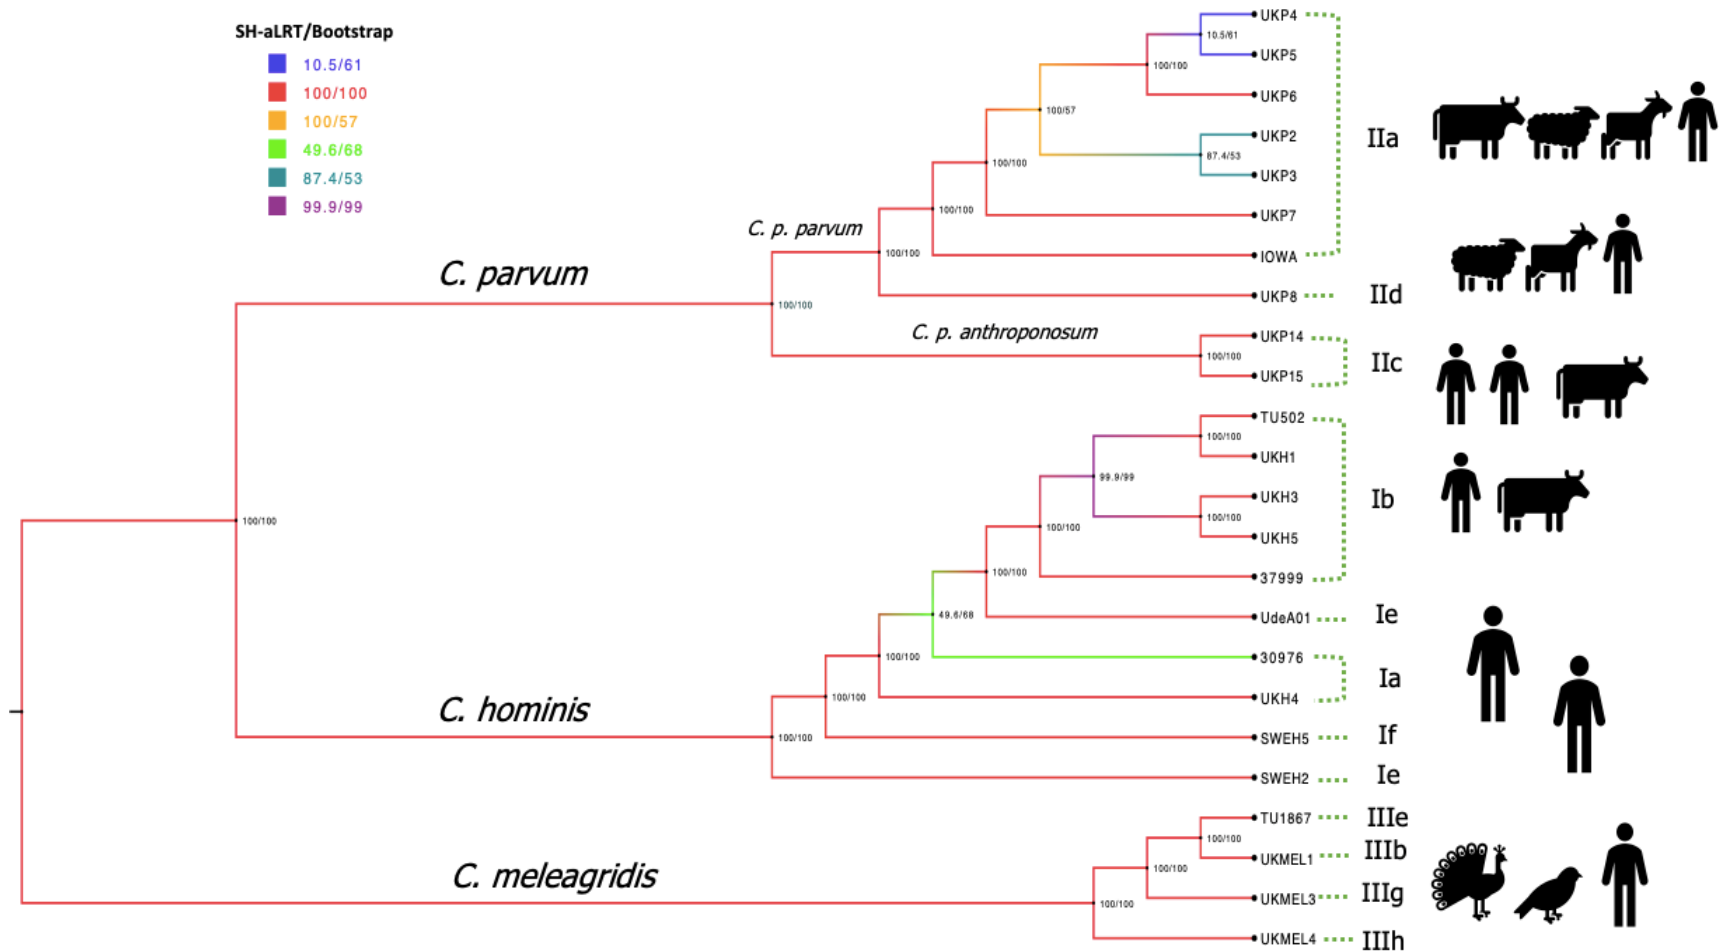 SH-aLRT/Bootstrap
10.5/61
100/100
100/57
49.6/68
87.4/53
99.9/99
UKP4
10.5/61
UKP5
100/100
UKP6
100/57
UKP2
87.4/53
UKP3
100/100
IIa
UKP7
100/100
C. p. parvum
IOWA
100/100
C. parvum
UKP8
IId
100/100
C. p. anthroponosum
UKP14
100/100
IIc
UKP15
TU502
100/100
UKH1
99.9/99
UKH3
Ib
100/100
100/100
UKH5
100/100
37999
49.6/68
UdeA01
Ie
100/100
30976
Ia
100/100
UKH4
C. hominis
100/100
SWEH5
If
SWEH2
Ie
100/100
TU1867
IIIe
100/100
UKMEL1
IIIb
100/100
C. meleagridis
UKMEL3
IIIg
100/100
UKMEL4
IIIh